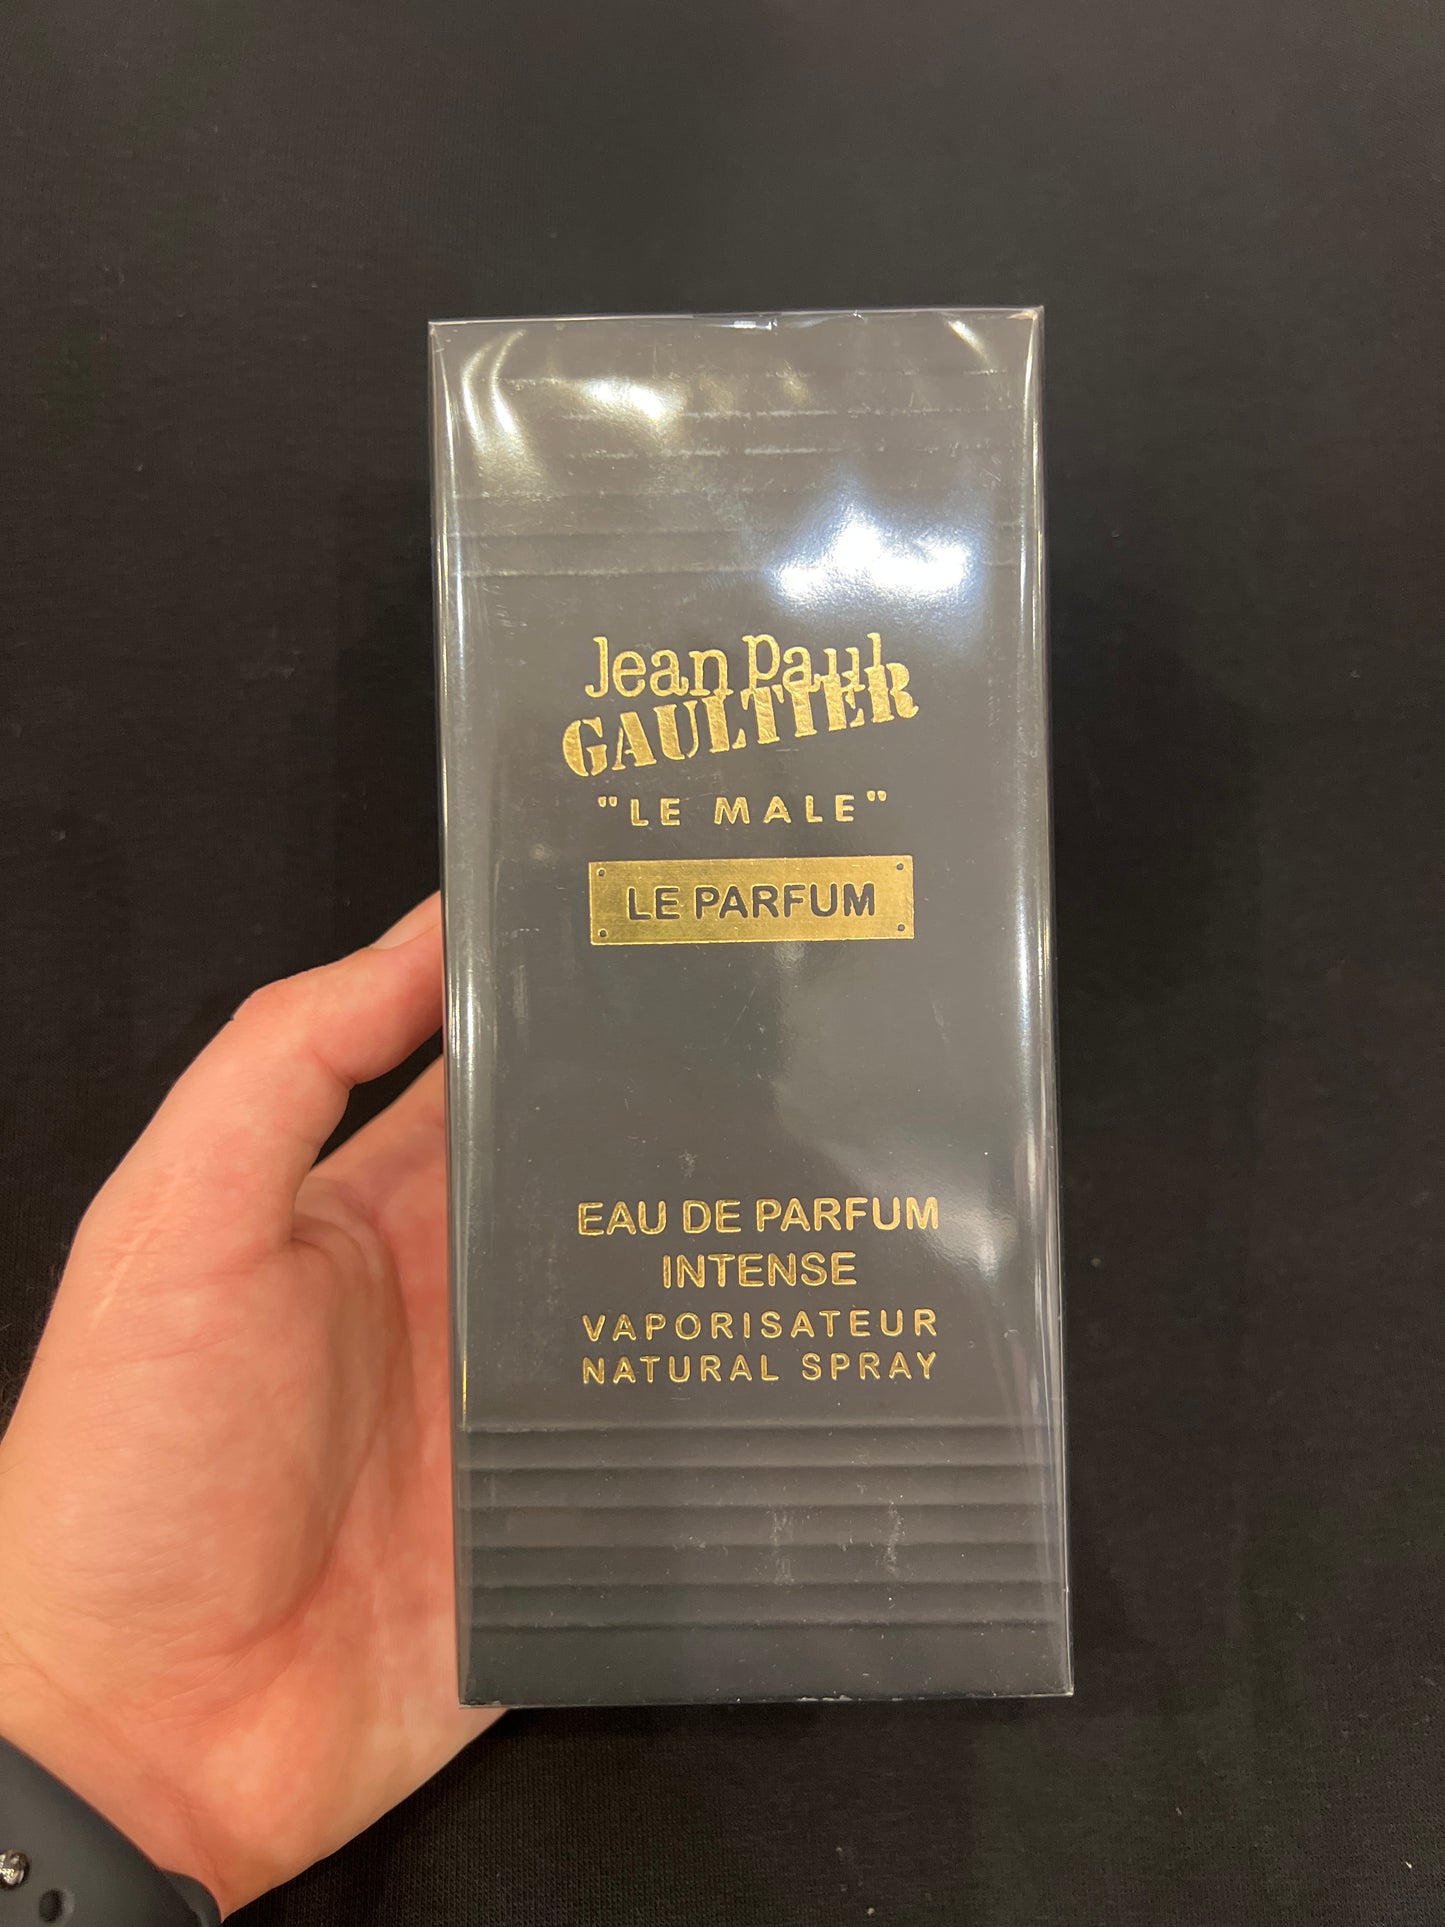 Jean Paul
GAULTIER
"LE MALE"
LE PARFUM
EAU DE PARFUM
INTENSE
VAPORISATEUR
NATURAL SPRAY